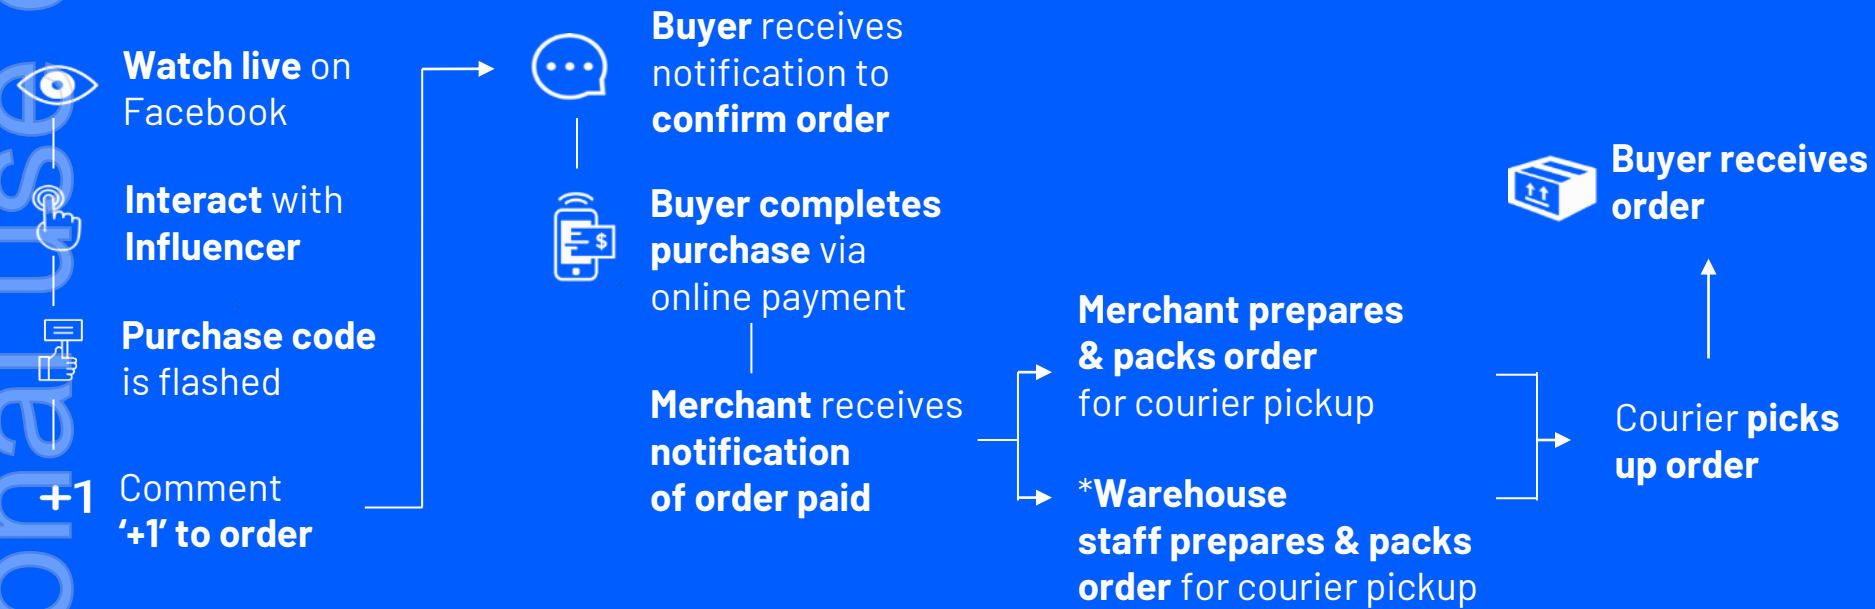 Watch live on
Facebook
Interact with
Influencer
Purchase code
is flashed
+1
Comment
‘+1’ to order
Buyer receives
notification to
confirm order
$
Buyer completes
purchase via
online payment
Merchant receives
notification
of order paid
Merchant prepares
& packs order
for courier pickup
*Warehouse
staff prepares & packs
order for courier pickup
Courier picks
up order
Buyer receives
order
onal use o